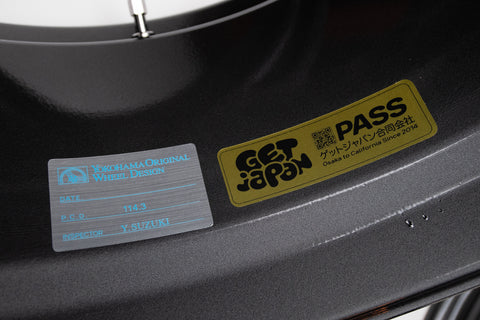 YOKOHAMA ORIGINAL
WHEEL DESIGN
DATE
P.C.D. 114.3
INSPECTOR Y.SUZUKI
GET
JAPAN
PASS
ゲットジャパン合同会社
Osaka to California Since 2014